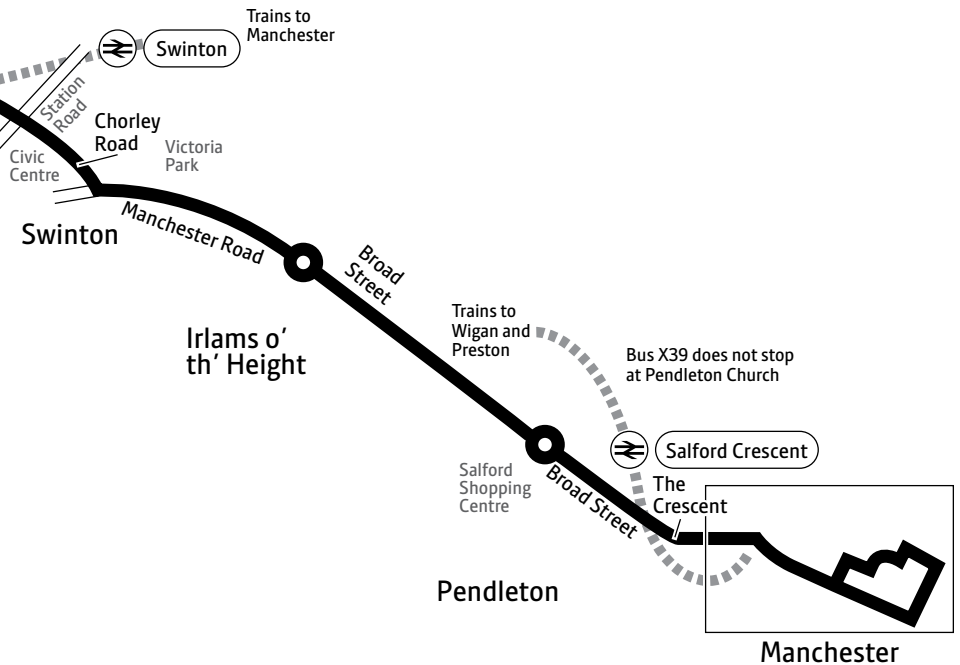 Trains to
Manchester
Swinton
Station
Road
Chorley
Road
Victoria
Park
Civic
Centre
Swinton
Manchester Road
Broad
Street
Irlams o’
th’ Height
Trains to
Wigan and
Preston
Bus X39 does not stop
at Pendleton Church
Salford Crescent
Salford
Shopping
Centre
Broad Street
The
Crescent
Pendleton
Manchester